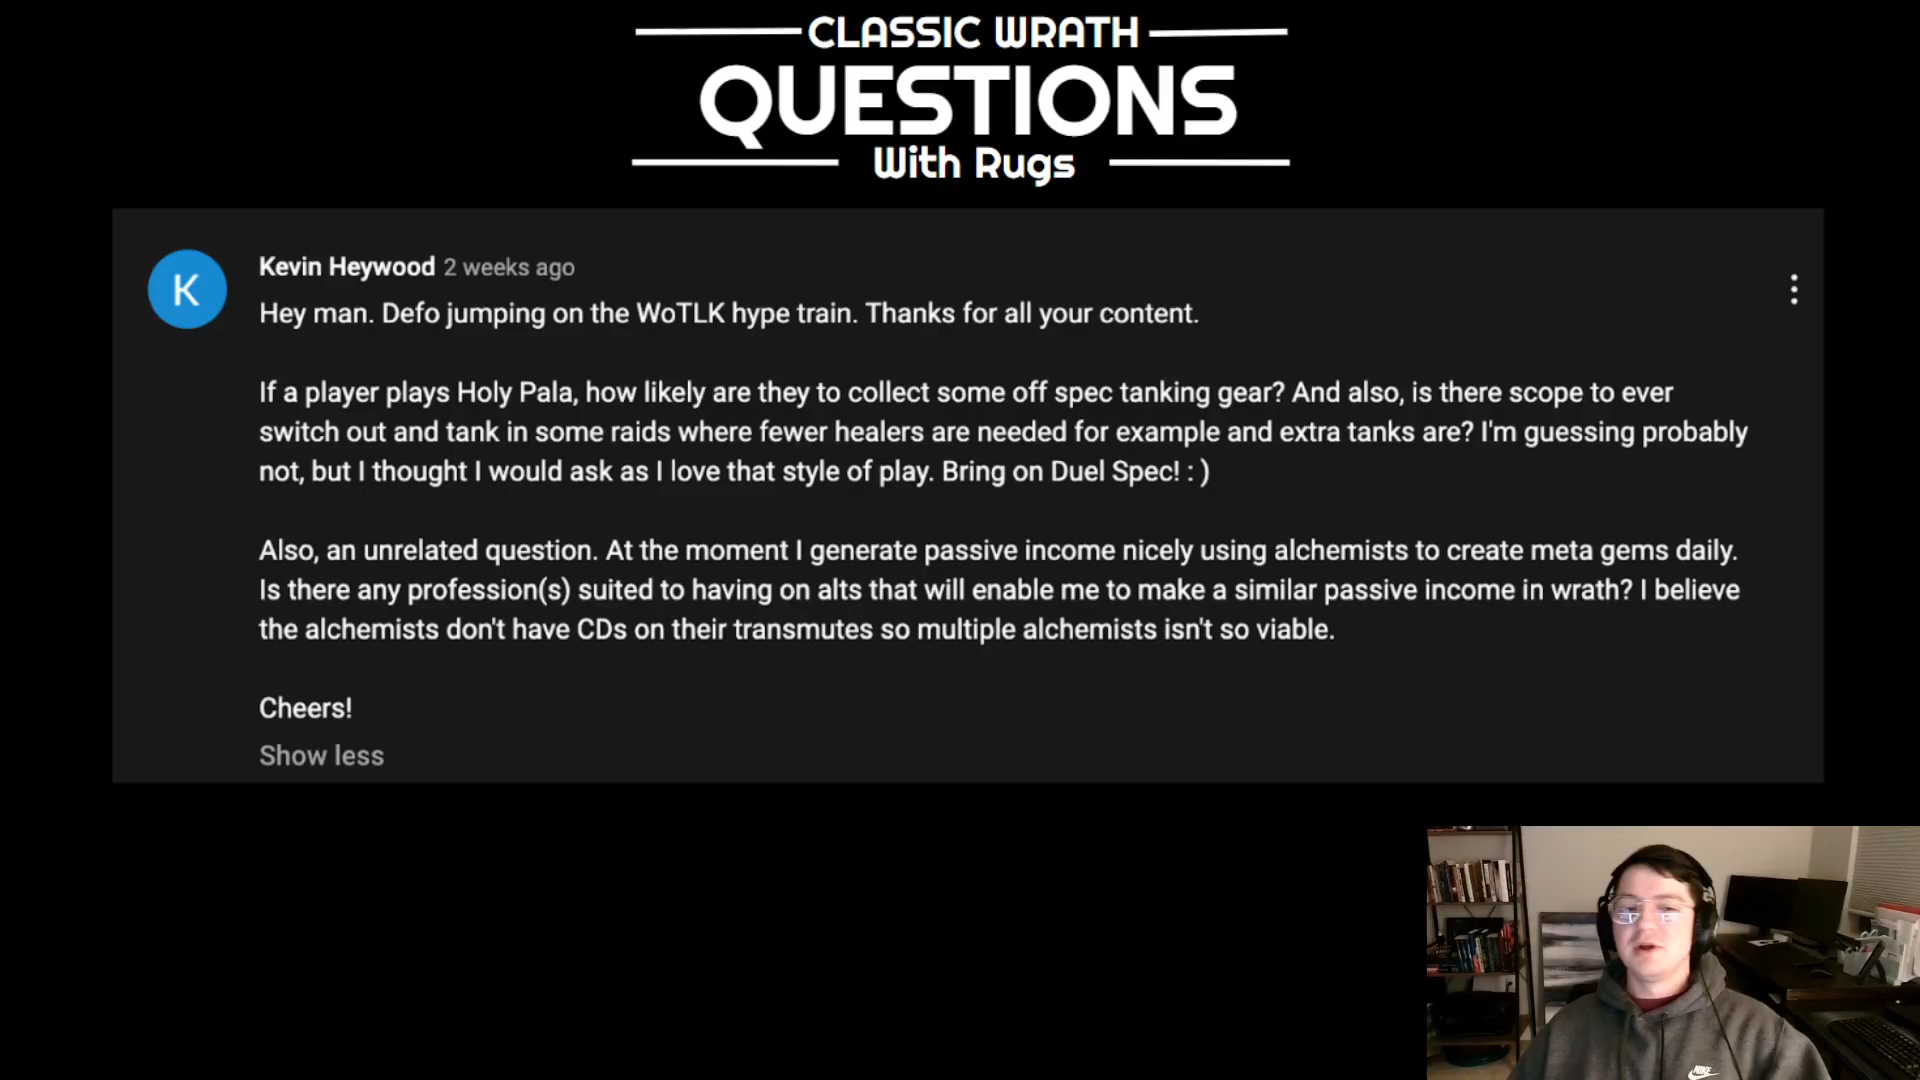 CLASSIC WRATH
QUESTIONS
With Rugs
K
Kevin Heywood 2 weeks ago
Hey man. Defo jumping on the WoTLK hype train. Thanks for all your content.
If a player plays Holy Pala, how likely are they to collect some off spec tanking gear? And also, is there scope to ever
switch out and tank in some raids where fewer healers are needed for example and extra tanks are? I'm guessing probably
not, but I thought I would ask as I love that style of play. Bring on Duel Spec! : )
Also, an unrelated question. At the moment I generate passive income nicely using alchemists to create meta gems daily.
Is there any profession(s) suited to having on alts that will enable me to make a similar passive income in wrath? I believe
the alchemists don't have CDs on their transmutes so multiple alchemists isn't so viable.
Cheers!
Show less
NIKE